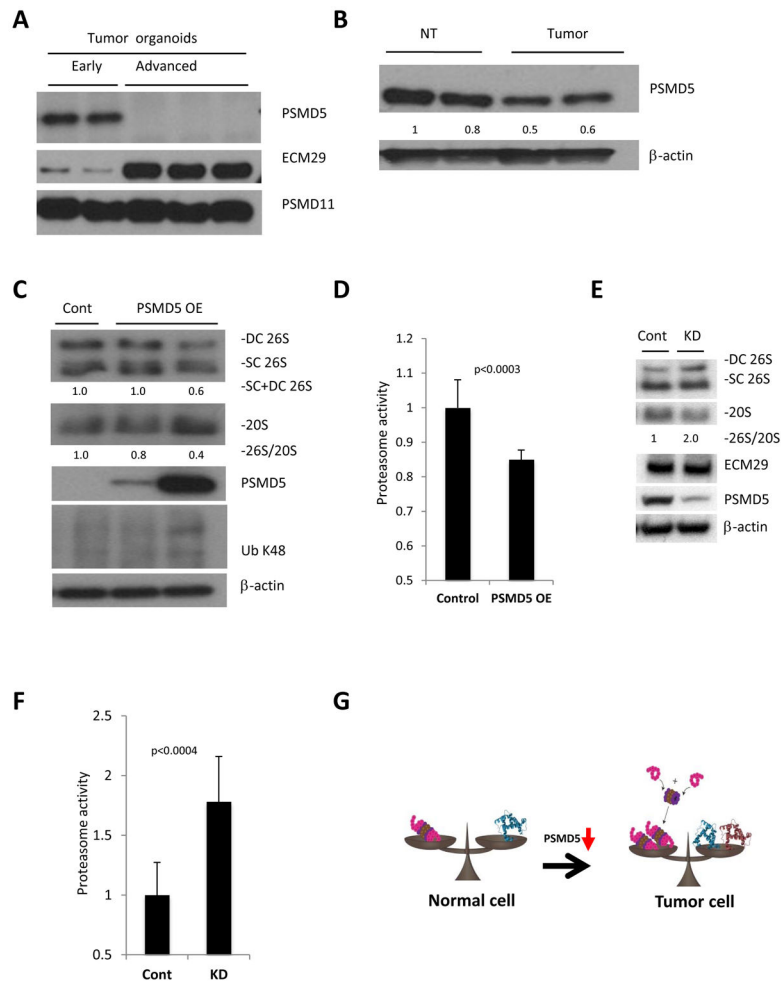 A
Tumor organoids
Early Advanced
PSMD5
ECM29
PSMD11
B
NT Tumor
PSMD5
1 0.8 0.5 0.6
β-actin
C
Cont PSMD5 OE
-DC 26S
-SC 26S
-SC+DC 26S
1.0 1.0 0.6
-20S
-26S/20S
1.0 0.8 0.4
PSMD5
Ub K48
β-actin
D
Proteasome activity
1.2
1.1
1
0.9
0.8
0.7
0.6
0.5
p<0.0003
Control PSMD5 OE
E
Cont KD
-DC 26S
-SC 26S
-20S
1 2.0 -26S/20S
ECM29
PSMD5
β-actin
F
Proteasome activity
2.5
2
1.5
1
0.5
p<0.0004
Cont KD
G
+
PSMD5
Normal cell
Tumor cell